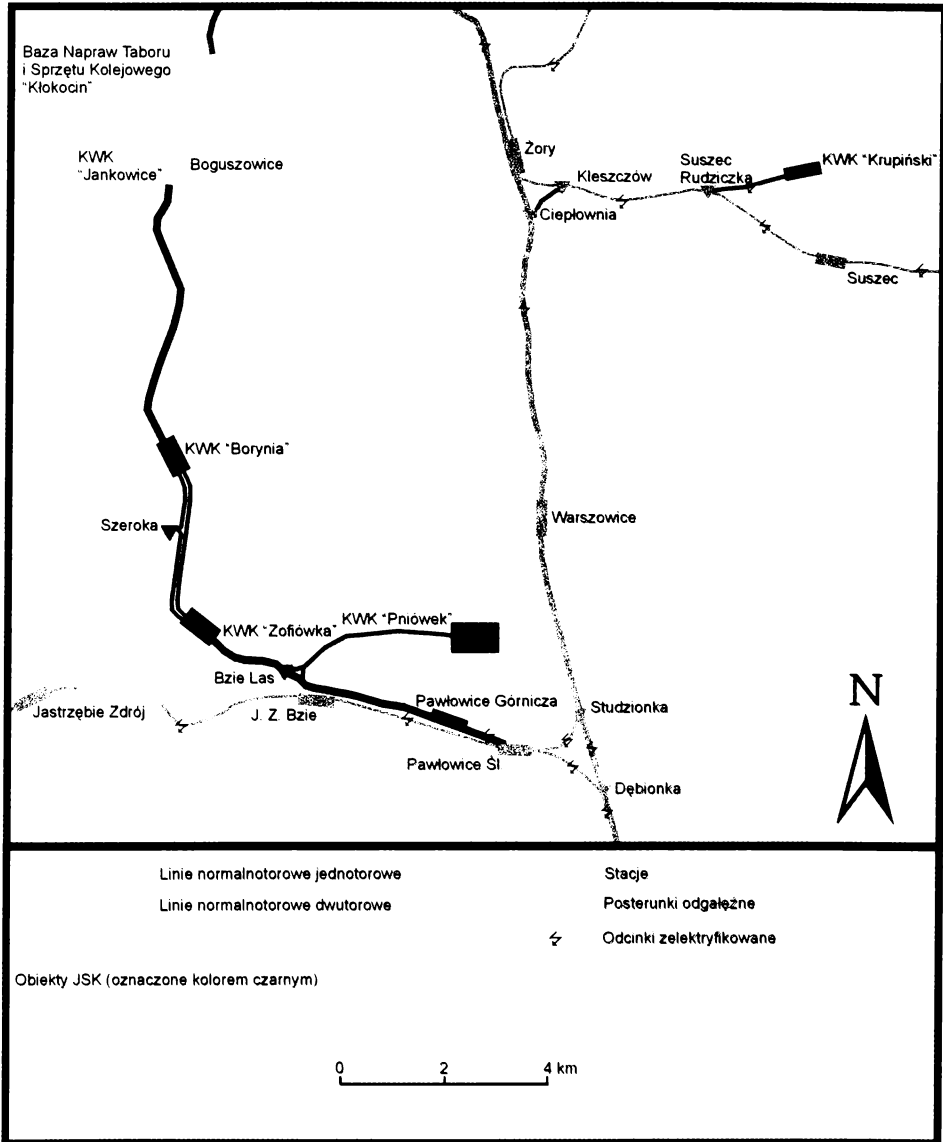 Baza Napraw Taboru
i Sprzętu Kolejowego
"Kłokocin"
KWK
"Jankowice"
Boguszowice
Żory
Kleszczów
Suszec
Rudziczka
KWK "Krupiński"
Ciepłownia
Suszec
KWK "Borynia"
Szeroka
Warszowice
KWK "Zofiówka"
KWK "Pniówek"
Bzie Las
Jastrzębie Zdrój
J. Z. Bzie
Pawłowice Górnicza
Studzionka
Pawłowice Śl
Dębionka
N
Linie normalnotorowe jednotorowe
Stacje
Linie normalnotorowe dwutorowe
Posterunki odgałęźne
Odcinki zelektryfikowane
Obiekty JSK (oznaczone kolorem czarnym)
0 2 4 km